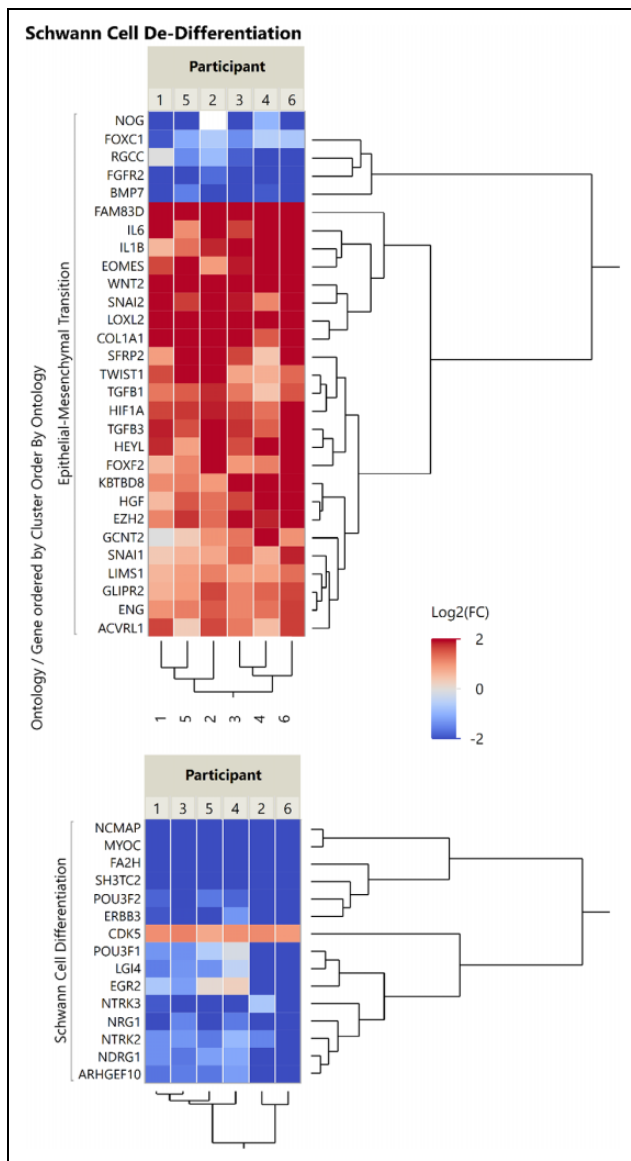 Schwann Cell De-Differentiation
Participant
1 5 2 3 4 6
Ontology / Gene ordered by Cluster Order By Ontology
Epithelial-Mesenchymal Transition
NOG
FOXC1
RGCC
FGFR2
BMP7
FAM83D
IL6
IL1B
EOMES
WNT2
SNAI2
LOXL2
COL1A1
SFRP2
TWIST1
TGFB1
HIF1A
TGFB3
HEYL
FOXF2
KBTBD8
HGF
EZH2
GCNT2
SNAI1
LIMS1
GLIPR2
ENG
ACVRL1
Log2(FC)
2
0
-2
1 5 2 3 4 6
Participant
1 3 5 4 2 6
Schwann Cell Differentiation
NCMAP
MYOC
FA2H
SH3TC2
POU3F2
ERBB3
CDK5
POU3F1
LGI4
EGR2
NTRK3
NRG1
NTRK2
NDRG1
ARHGEF10